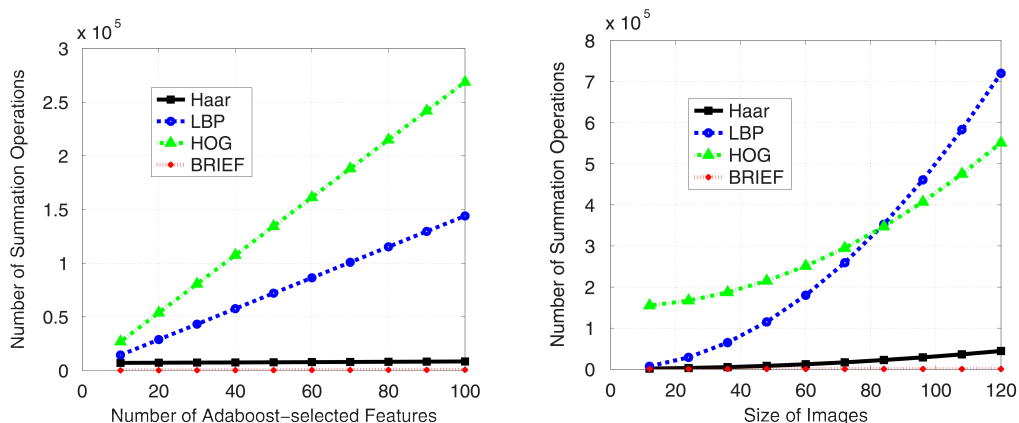 x 10^5
3
2.5
2
1.5
1
0.5
0
Number of Summation Operations
Haar
LBP
HOG
BRIEF
0 20 40 60 80 100
Number of Adaboost−selected Features
x 10^5
8
7
6
5
4
3
2
1
0
Number of Summation Operations
Haar
LBP
HOG
BRIEF
0 20 40 60 80 100 120
Size of Images